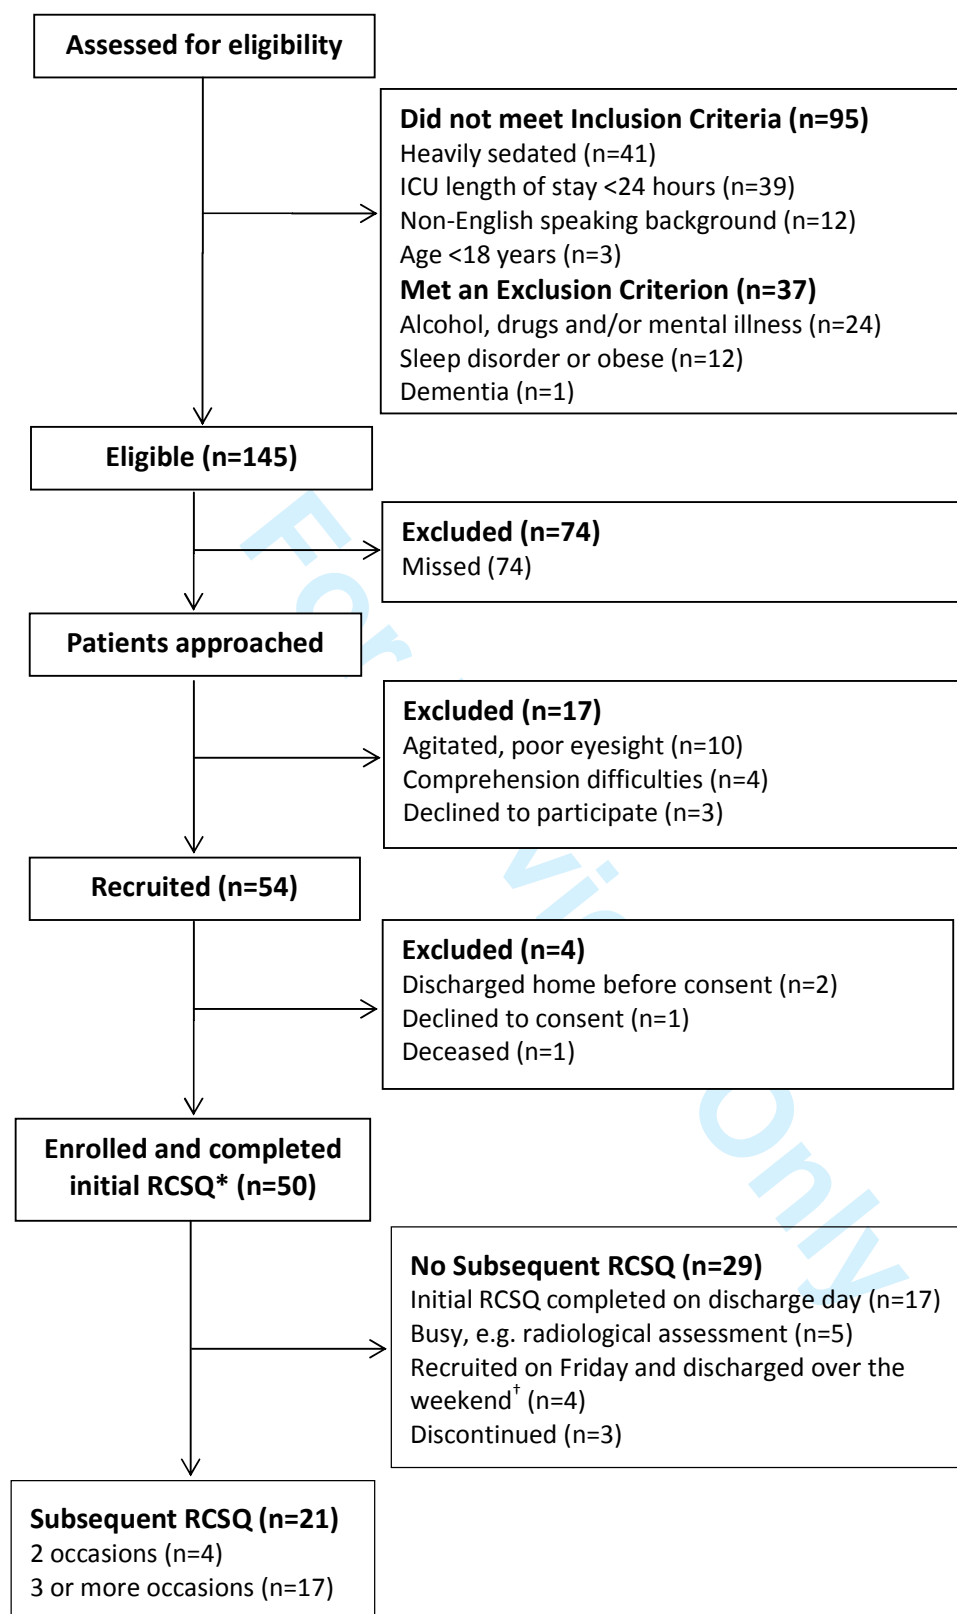 Assessed for eligibility
Did not meet Inclusion Criteria (n=95)
Heavily sedated (n=41)
ICU length of stay <24 hours (n=39)
Non-English speaking background (n=12)
Age <18 years (n=3)
Met an Exclusion Criterion (n=37)
Alcohol, drugs and/or mental illness (n=24)
Sleep disorder or obese (n=12)
Dementia (n=1)
Eligible (n=145)
Excluded (n=74)
Missed (74)
Patients approached
Excluded (n=17)
Agitated, poor eyesight (n=10)
Comprehension difficulties (n=4)
Declined to participate (n=3)
Recruited (n=54)
Excluded (n=4)
Discharged home before consent (n=2)
Declined to consent (n=1)
Deceased (n=1)
Enrolled and completed
initial RCSQ* (n=50)
No Subsequent RCSQ (n=29)
Initial RCSQ completed on discharge day (n=17)
Busy, e.g. radiological assessment (n=5)
Recruited on Friday and discharged over the
weekend† (n=4)
Discontinued (n=3)
Subsequent RCSQ (n=21)
2 occasions (n=4)
3 or more occasions (n=17)
For
Only